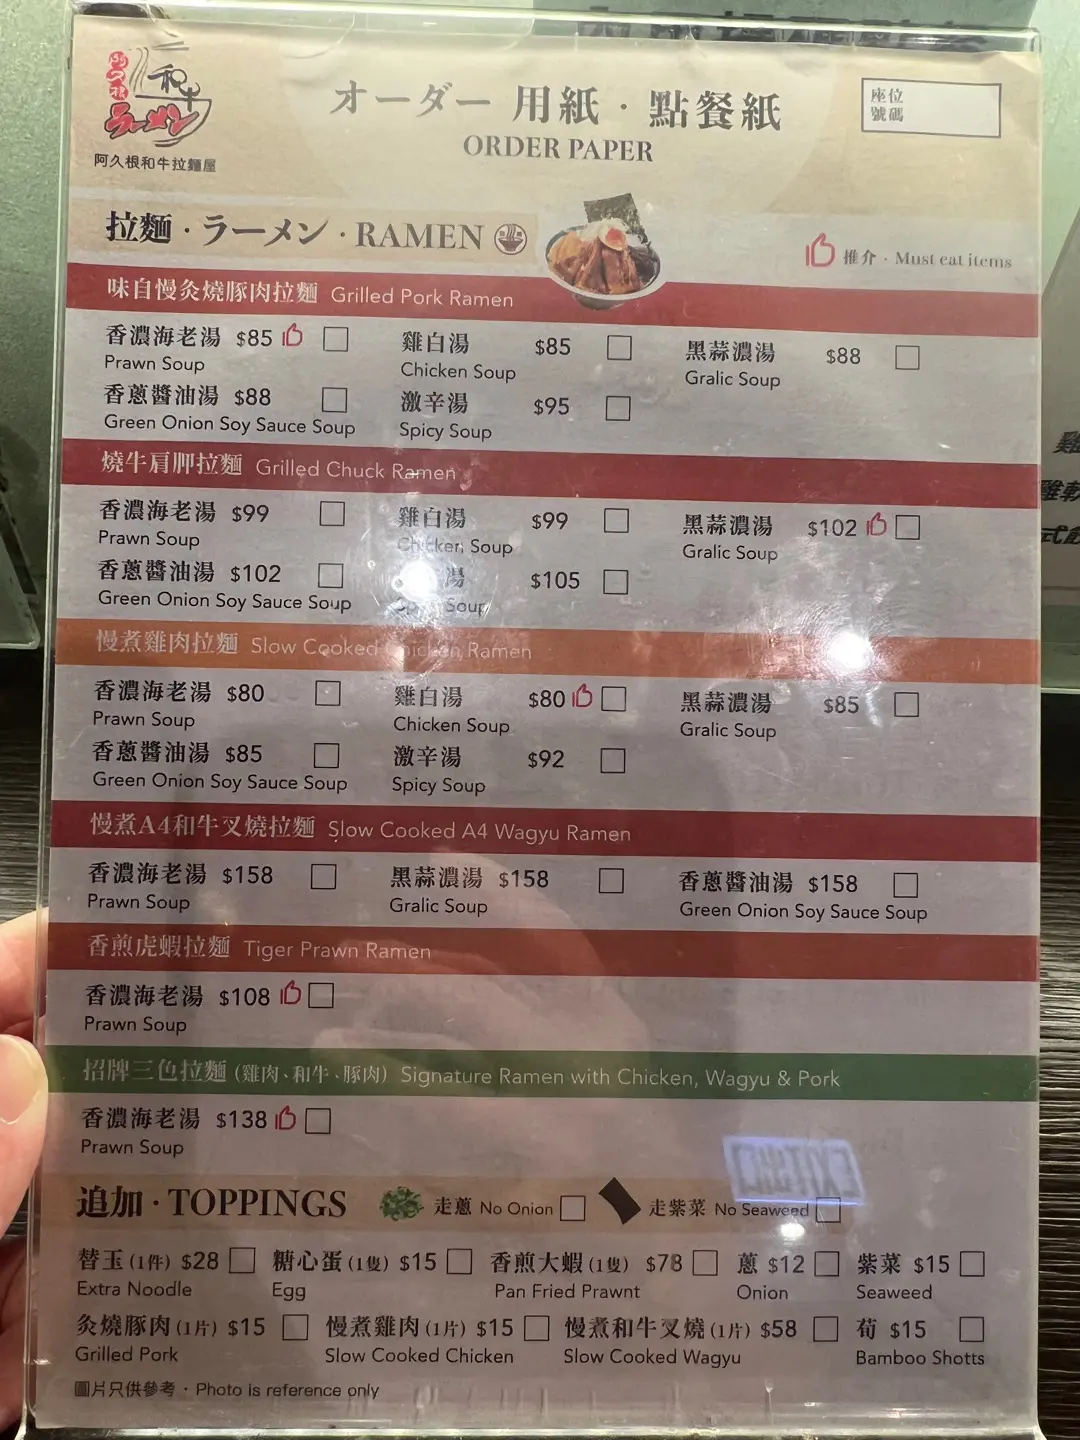 阿久根
和牛
ラーメン
阿久根和牛拉麵屋
オーダー 用紙・點餐紙
ORDER PAPER
座位
號碼
拉麵・ラーメン・RAMEN
推介・Must eat items
味自慢灸燒豚肉拉麵 Grilled Pork Ramen
香濃海老湯 $85 雞白湯 $85 黑蒜濃湯 $88
Prawn Soup Chicken Soup Gralic Soup
香蔥醬油湯 $88 激辛湯 $95
Green Onion Soy Sauce Soup Spicy Soup
燒牛肩胛拉麵 Grilled Chuck Ramen
香濃海老湯 $99 雞白湯 $99 黑蒜濃湯 $102
Prawn Soup Chicken Soup Gralic Soup
香蔥醬油湯 $102 湯 $105
Green Onion Soy Sauce Soup Spicy Soup
慢煮雞肉拉麵 Slow Cooked Chicken Ramen
香濃海老湯 $80 雞白湯 $80 黑蒜濃湯 $85
Prawn Soup Chicken Soup Gralic Soup
香蔥醬油湯 $85 激辛湯 $92
Green Onion Soy Sauce Soup Spicy Soup
慢煮A4和牛叉燒拉麵 Slow Cooked A4 Wagyu Ramen
香濃海老湯 $158 黑蒜濃湯 $158 香蔥醬油湯 $158
Prawn Soup Gralic Soup Green Onion Soy Sauce Soup
香煎虎蝦拉麵 Tiger Prawn Ramen
香濃海老湯 $108
Prawn Soup
招牌三色拉麵 (雞肉、和牛、豚肉) Signature Ramen with Chicken, Wagyu & Pork
香濃海老湯 $138
Prawn Soup
追加・TOPPINGS 走蔥 No Onion 走紫菜 No Seaweed
替玉 (1件) $28 糖心蛋 (1隻) $15 香煎大蝦 (1隻) $78 蔥 $12 紫菜 $15
Extra Noodle Egg Pan Fried Prawnt Onion Seaweed
灸燒豚肉 (1片) $15 慢煮雞肉 (1片) $15 慢煮和牛叉燒 (1片) $58 荀 $15
Grilled Pork Slow Cooked Chicken Slow Cooked Wagyu Bamboo Shotts
圖片只供參考・Photo is reference only